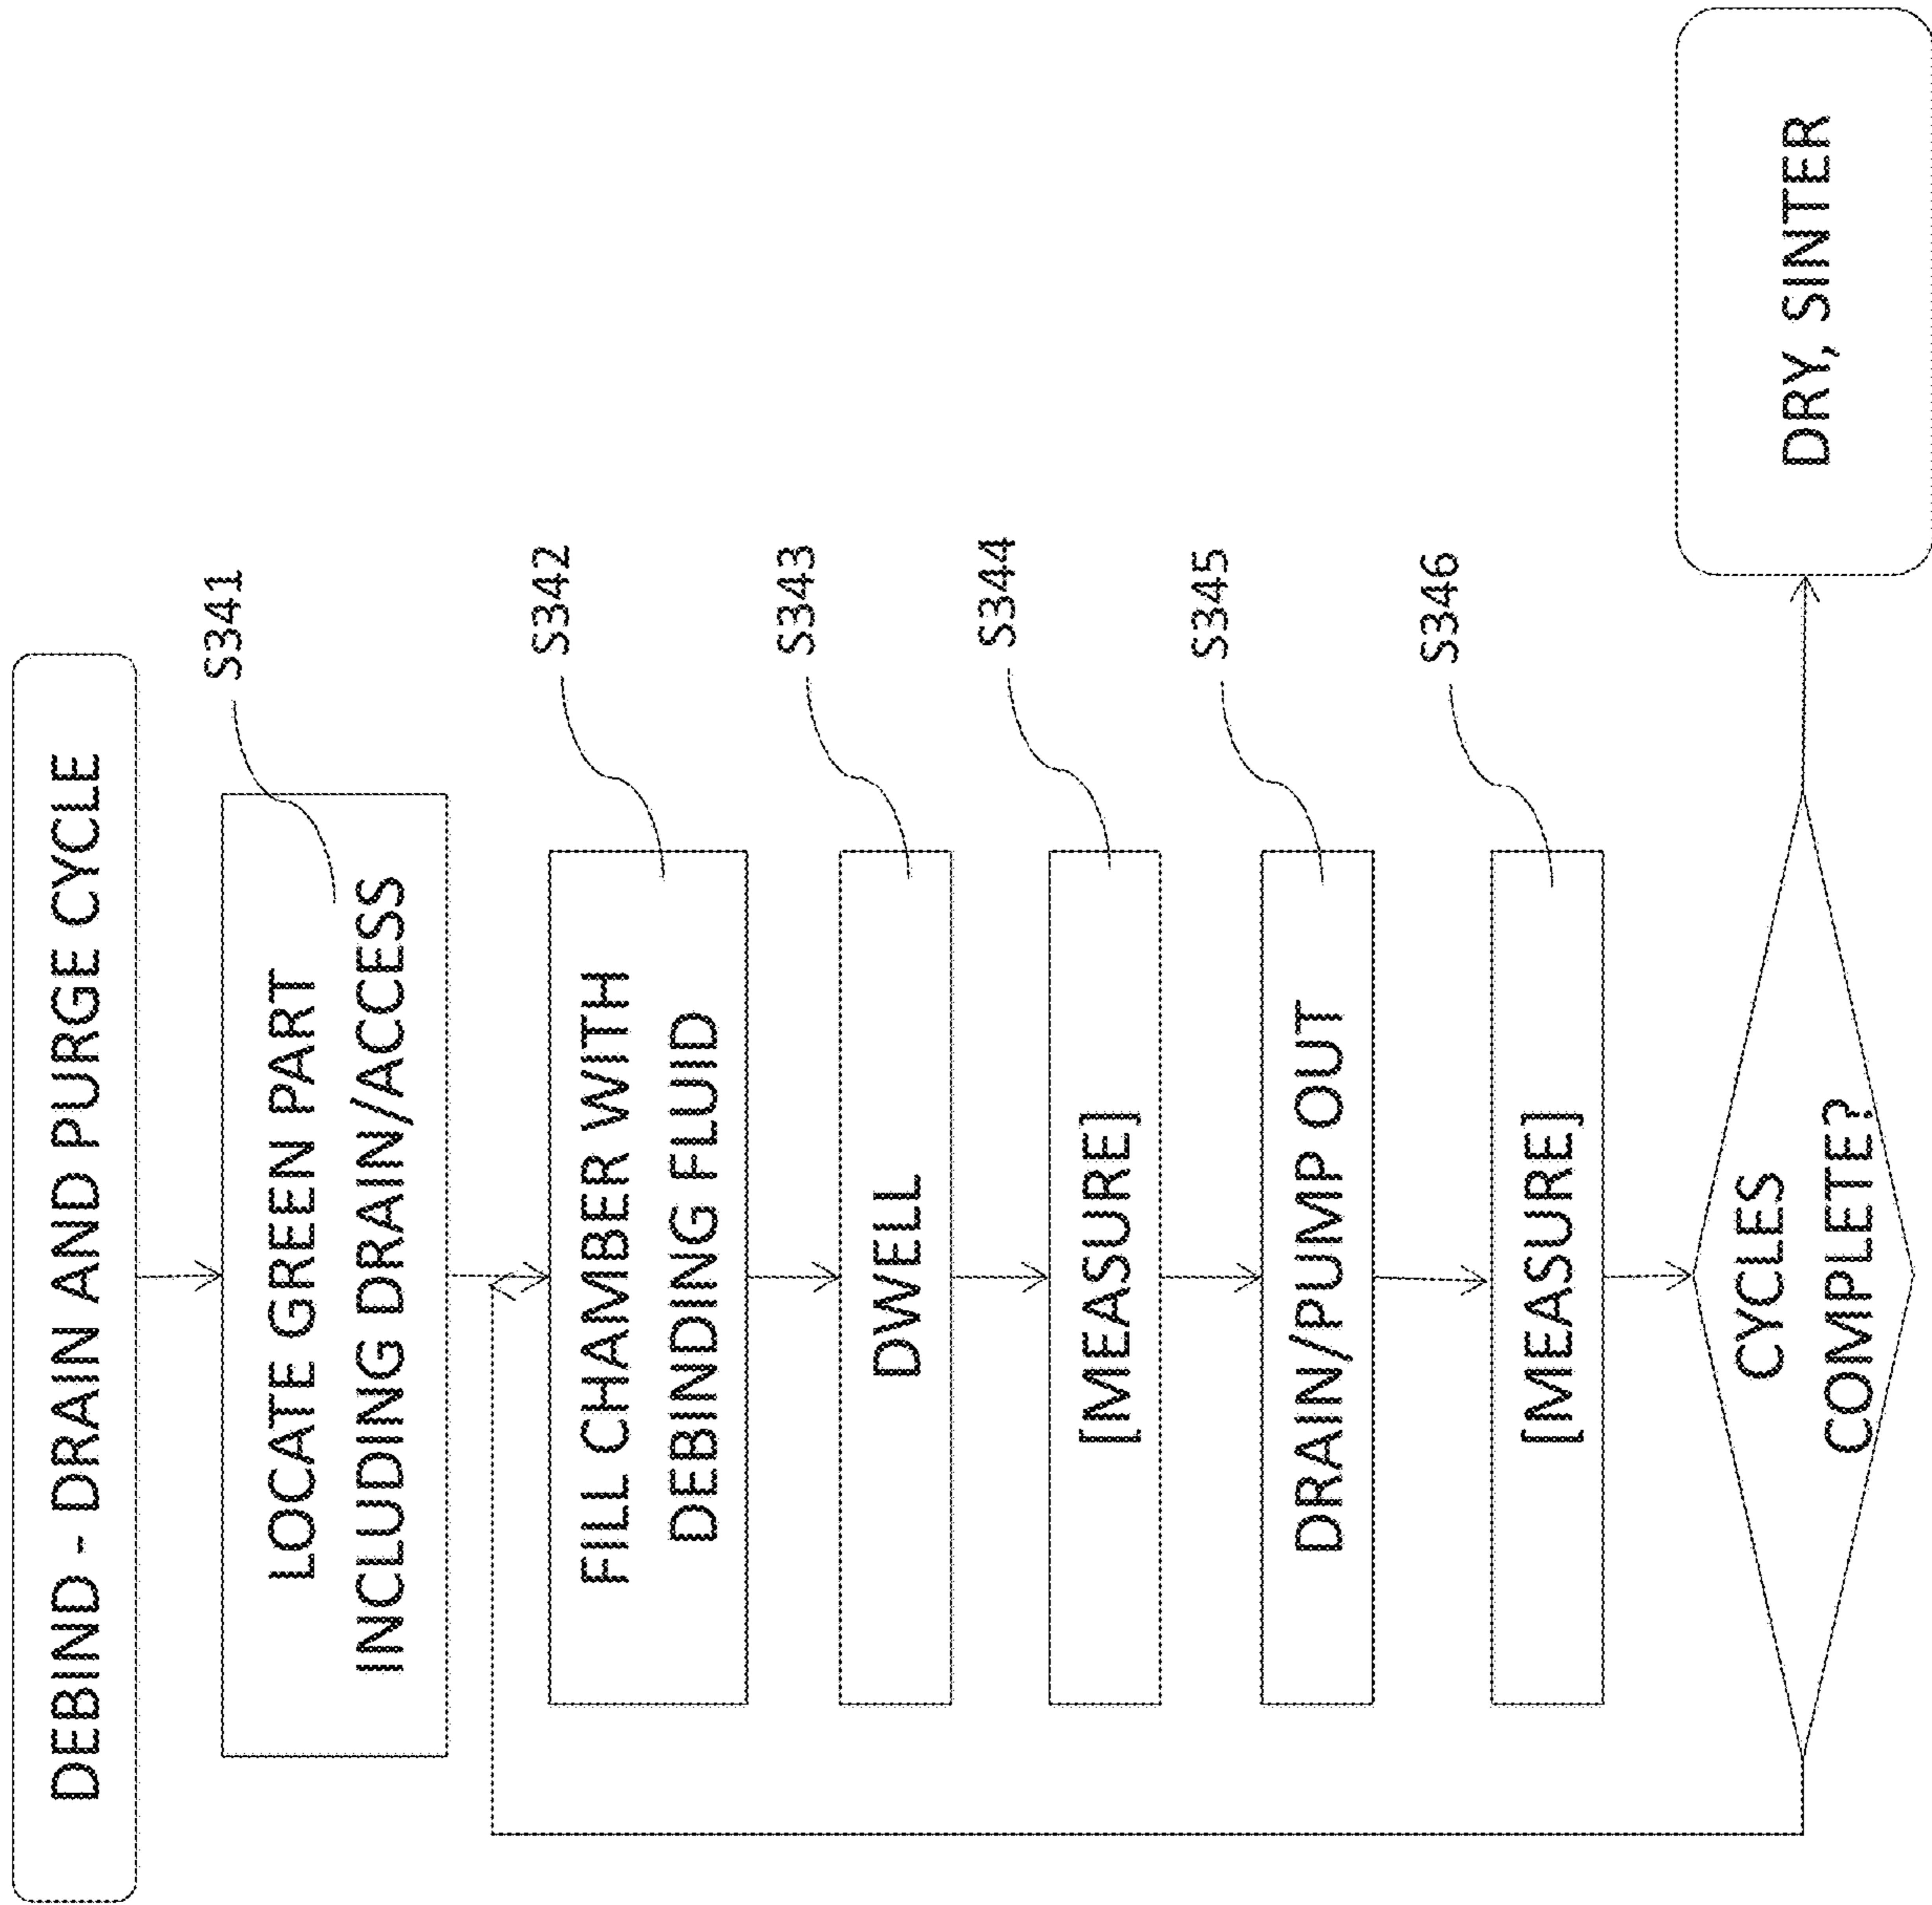 DEBIND - DRAIN AND PURGE CYCLE
S341
LOCATE GREEN PART
INCLUDING DRAIN/ACCESS
S342
FILL CHAMBER WITH
DEBINDING FLUID
S343
DWELL
S344
[MEASURE]
S345
DRAIN/PUMP OUT
S346
[MEASURE]
CYCLES
COMPLETE?
DRY, SINTER